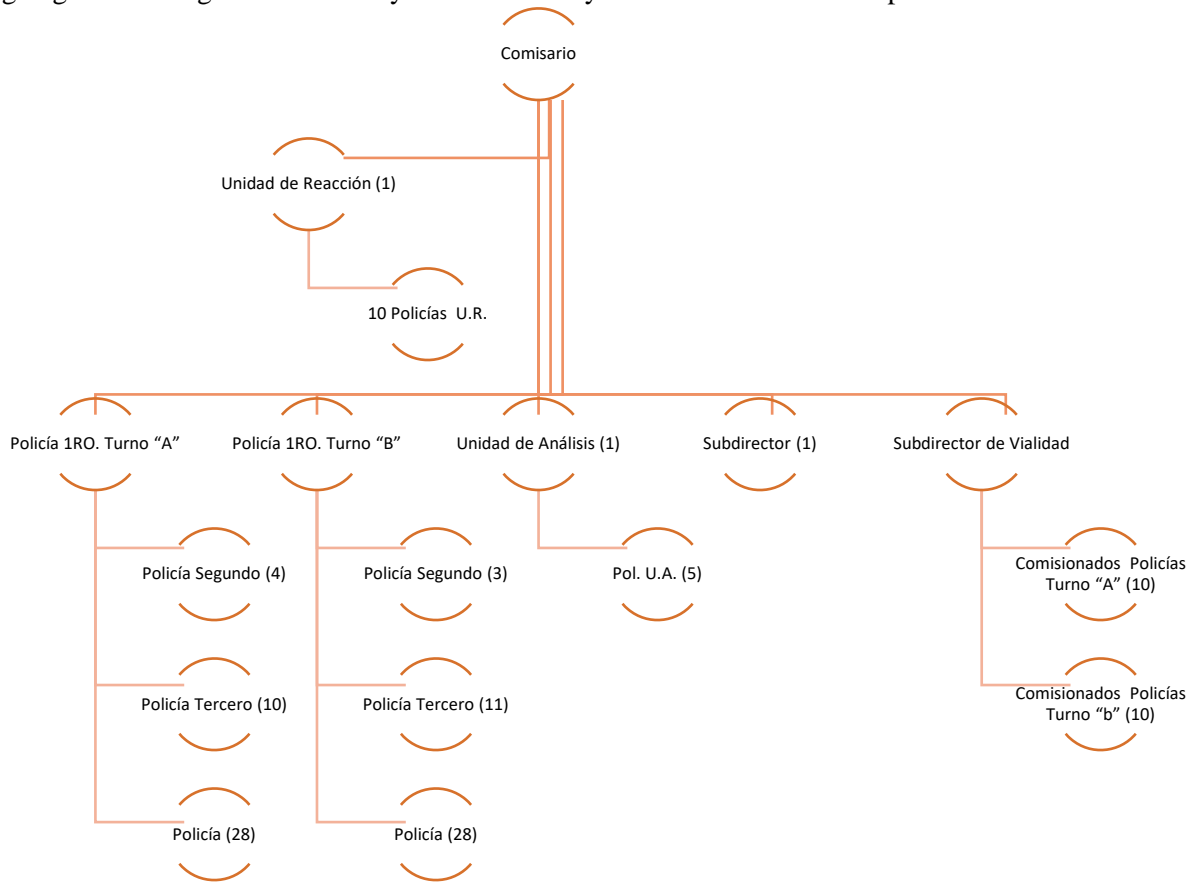 Comisario
Unidad de Reacción (1)
10 Policías U.R.
Policía 1RO. Turno “A”
Policía 1RO. Turno “B”
Unidad de Análisis (1)
Subdirector (1)
Subdirector de Vialidad
Policía Segundo (4)
Policía Segundo (3)
Pol. U.A. (5)
Comisionados Policías
Turno “A” (10)
Policía Tercero (10)
Policía Tercero (11)
Comisionados Policías
Turno “b” (10)
Policía (28)
Policía (28)